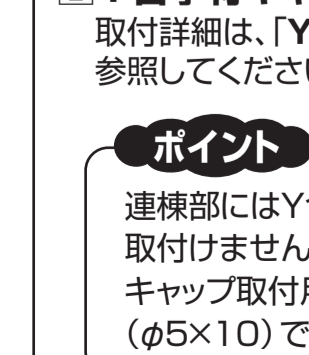 取付詳細は、「Y
参照してくださ
ポイント
連棟部にはY
取付けません
キャップ取付
（φ5×10）で